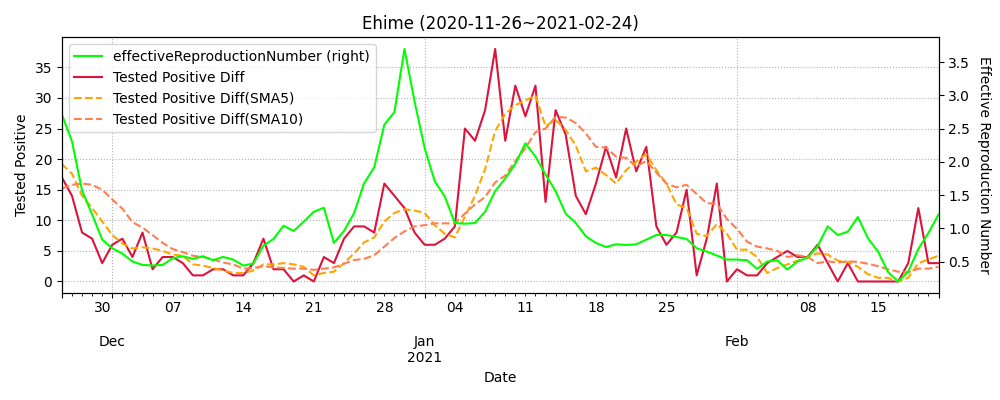 Ehime (2020-11-26~2021-02-24)
effectiveReproductionNumber (right)
Tested Positive Diff
Tested Positive Diff(SMA5)
Tested Positive Diff(SMA10)
Tested Positive
35
30
25
20
15
10
5
0
Effective Reproduction Number
3.5
3.0
2.5
2.0
1.5
1.0
0.5
30 07 14 21 28 04 11 18 25 08 15
Dec Jan Feb
2021
Date